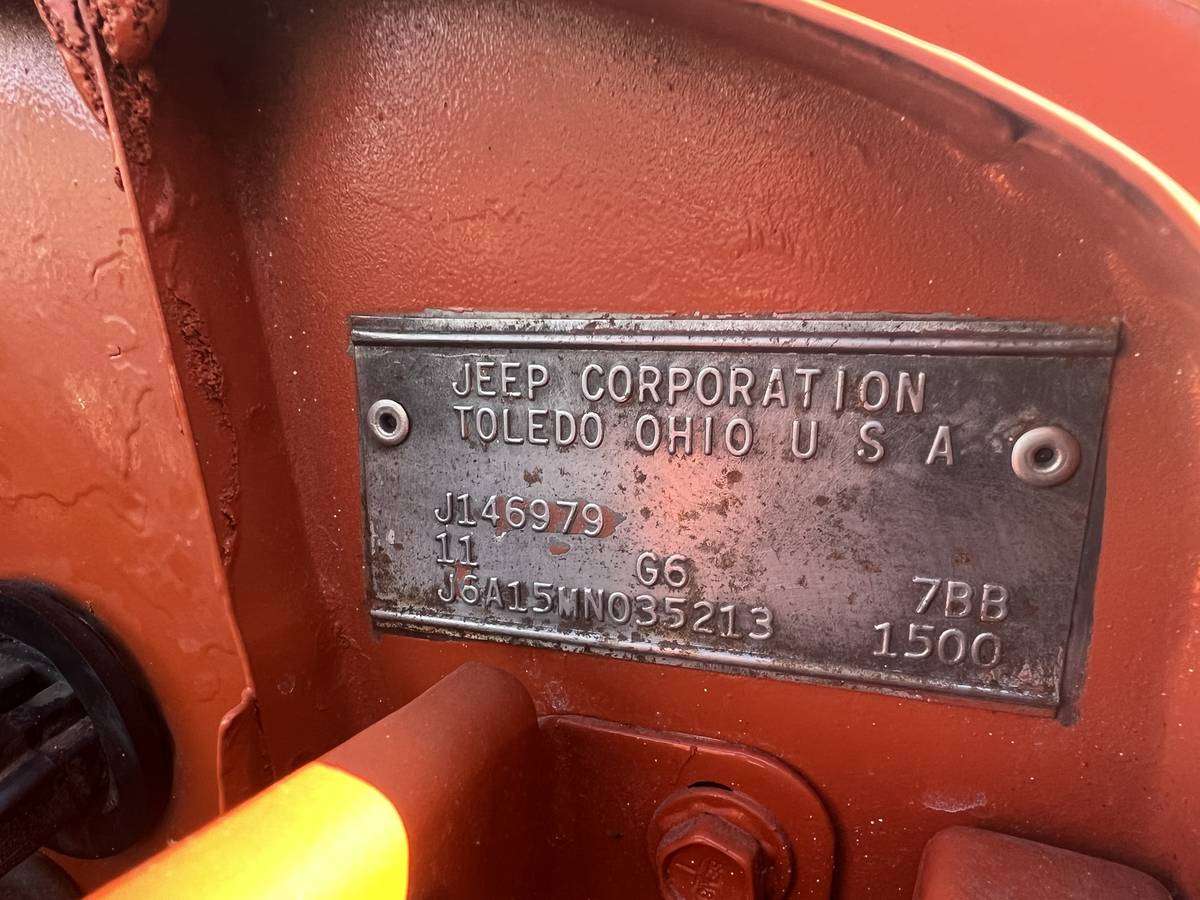 JEEP CORPORATION
TOLEDO OHIO U S A
J146979
11 G6 7BB
J6A15MN035213 1500